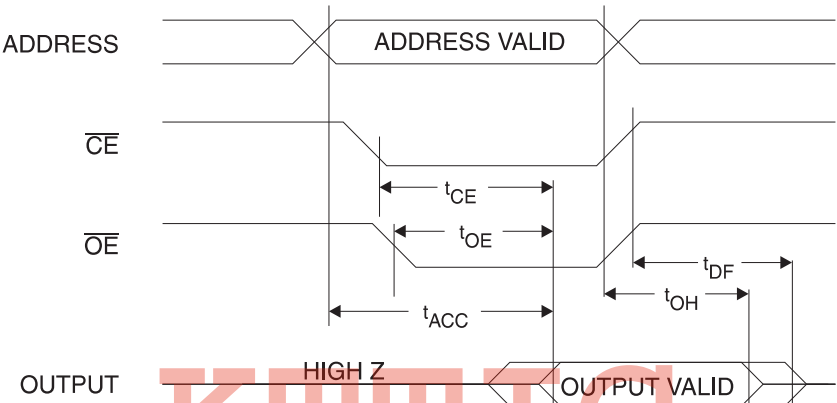 ADDRESS
ADDRESS VALID
CE
tCE
OE
tOE
tDF
tOH
tACC
HIGH Z
OUTPUT
OUTPUT VALID